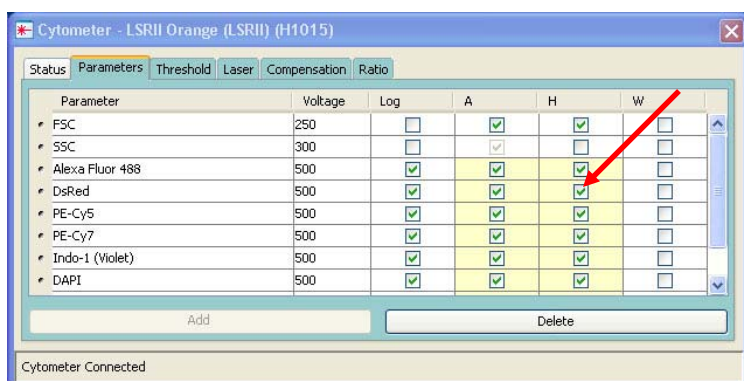 Cytometer - LSRII Orange (LSRII) (H1015)
Status Parameters Threshold Laser Compensation Ratio
Parameter Voltage Log A H W
FSC 250
SSC 300
Alexa Fluor 488 500
DsRed 500
PE-Cy5 500
PE-Cy7 500
Indo-1 (Violet) 500
DAPI 500
Add Delete
Cytometer Connected